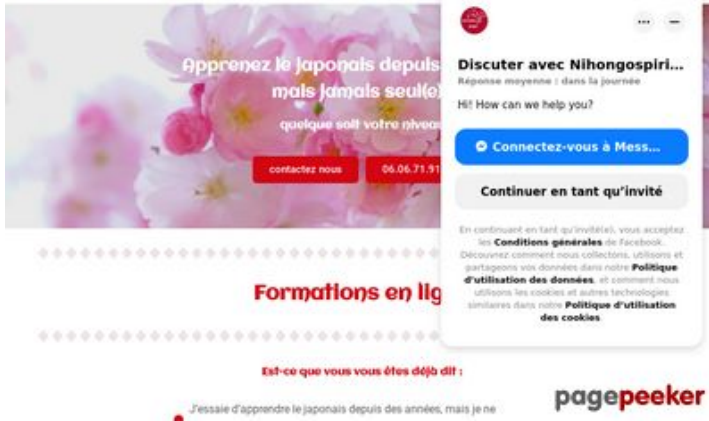 Apprenez le japonais depuis
mais jamais seul(e)
quelque soit votre niveau
contactez nous
06.06.71.91
Formations en lig
Est-ce que vous vous êtes déjà dit :
J'essaie d'apprendre le japonais depuis des années, mais je ne
Discuter avec Nihongospiri...
Réponse moyenne : dans la journée
Hi! How can we help you?
Connectez-vous à Mess...
Continuer en tant qu'invité
En continuant en tant qu'invité(e), vous acceptez
les Conditions générales de Facebook.
Découvrez comment nous collectons, utilisons et
partageons vos données dans notre Politique
d'utilisation des données, et comment nous
utilisons les cookies et autres technologies
similaires dans notre Politique d'utilisation
des cookies
pagepeeker